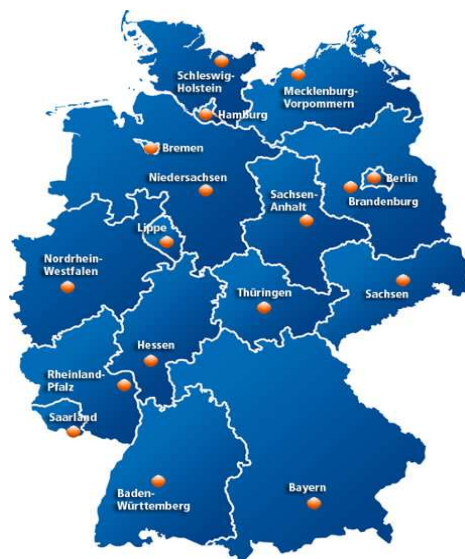 Schleswig-
Holstein
Mecklenburg-
Vorpommern
Hamburg
Bremen
Niedersachsen
Berlin
Brandenburg
Sachsen-
Anhalt
Lippe
Nordrhein-
Westfalen
Thüringen
Sachsen
Hessen
Rheinland-
Pfalz
Saarland
Baden-
Württemberg
Bayern